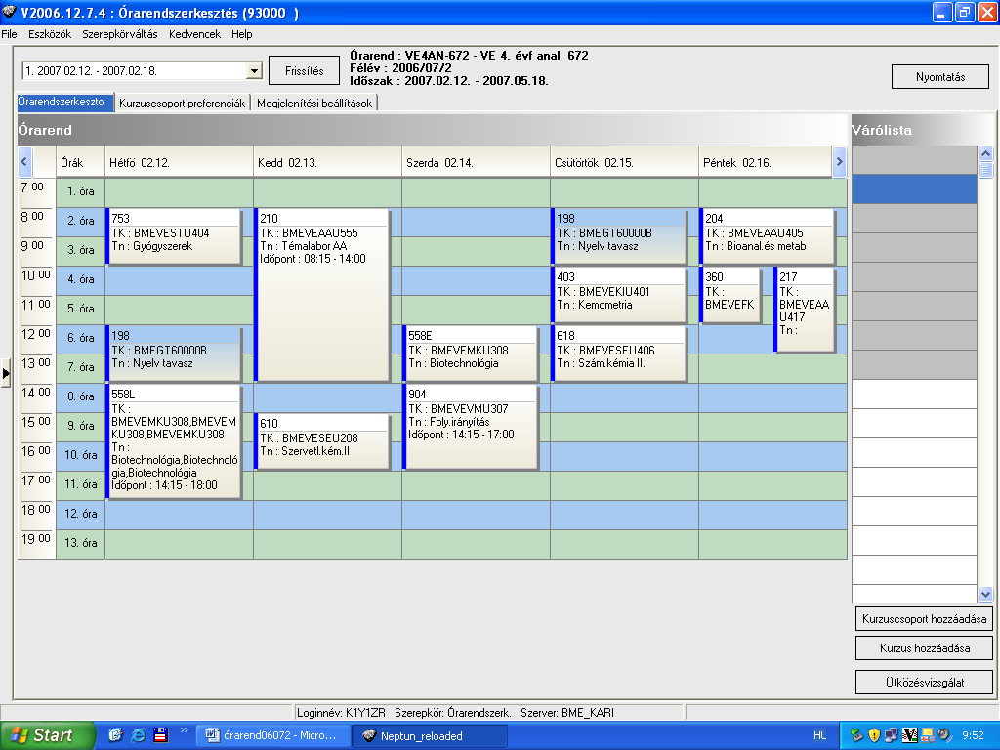 V2006.12.7.4 : Órarendszerkesztés (93000  )
File Eszközök Szerepkörváltás Kedvencek Help
1. 2007.02.12. - 2007.02.18.
Frissítés
Órarend : VE4AN-672 - VE 4. évf anal 672
Félév : 2006/07/2
Időszak : 2007.02.12. - 2007.05.18.
Nyomtatás
Órarendszerkeszto Kurzuscsoport preferenciák Megjelenítési beállítások
Órarend
Várólista
Órák Hétfő 02.12. Kedd 02.13. Szerda 02.14. Csütörtök 02.15. Péntek 02.16.
7 00 1. óra
8 00 2. óra
9 00 3. óra
10 00 4. óra
11 00 5. óra
12 00 6. óra
13 00 7. óra
14 00 8. óra
15 00 9. óra
16 00 10. óra
17 00 11. óra
18 00 12. óra
19 00 13. óra
753
TK : BMEVESTU404
Tn : Gyógyszerek
198
TK : BMEGT60000B
Tn : Nyelv tavasz
558L
TK :
BMEVEMKU308,BMEVEM
KU308,BMEVEMKU308
Tn :
Biotechnológia,Biotechnoló
gia,Biotechnológia
Időpont : 14:15 - 18:00
210
TK : BMEVEAAU555
Tn : Témalabor AA
Időpont : 08:15 - 14:00
610
TK : BMEVESEU208
Tn : Szervetl.kém.II
558E
TK : BMEVEMKU308
Tn : Biotechnológia
904
TK : BMEVEVMU307
Tn : Foly.irányítás
Időpont : 14:15 - 17:00
198
TK : BMEGT60000B
Tn : Nyelv tavasz
403
TK : BMEVEKIU401
Tn : Kemometria
618
TK : BMEVESEU406
Tn : Szám.kémia II.
204
TK : BMEVEAAU405
Tn : Bioanal.és metab
360
TK :
BMEVEFK
217
TK :
BMEVEAA
U417
Tn :
Kurzuscsoport hozzáadása
Kurzus hozzáadása
Ütközésvizsgálat
Loginnév: K1Y1ZR Szerepkör: Órarendszerk. Szerver: BME_KARI
Start órarend06072 - Micro... Neptun_reloaded HL 9:52